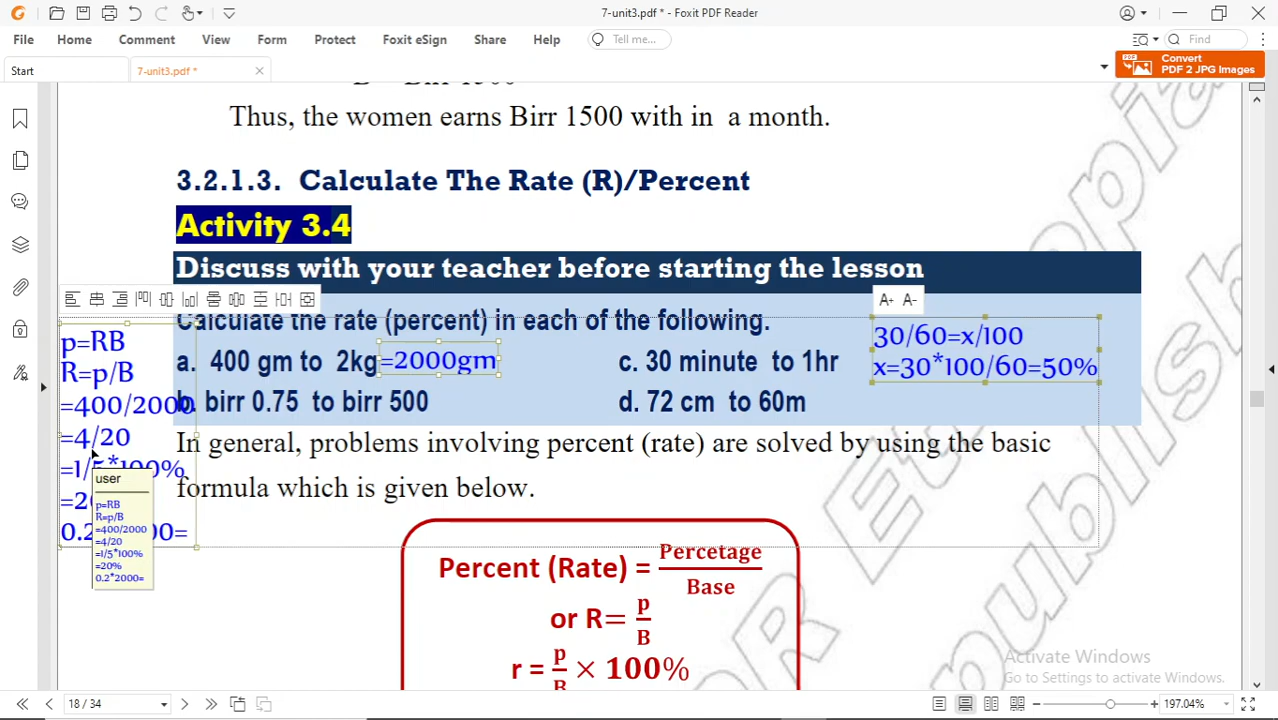 7-unit3.pdf * - Foxit PDF Reader
File Home Comment View Form Protect Foxit eSign Share Help Tell me... Find
Start 7-unit3.pdf * Convert
PDF 2 JPG Images
Thus, the women earns Birr 1500 with in a month.
3.2.1.3. Calculate The Rate (R)/Percent
Activity 3.4
Discuss with your teacher before starting the lesson
Calculate the rate (percent) in each of the following.
a. 400 gm to 2kg =2000gm c. 30 minute to 1hr
b. birr 0.75 to birr 500 d. 72 cm to 60m
A+ A-
30/60=x/100
x=30*100/60=50%
p=RB
R=p/B
=400/2000
=4/20
=1/5*100%
user
p=RB
R=p/B
=400/2000
=4/20
=1/5*100%
=20%
0.2*2000=
In general, problems involving percent (rate) are solved by using the basic
formula which is given below.
Percent (Rate) = Percetage
Base
or R= p
B
r = p
B × 100%
Activate Windows
Go to Settings to activate Windows.
18 / 34 197.04%